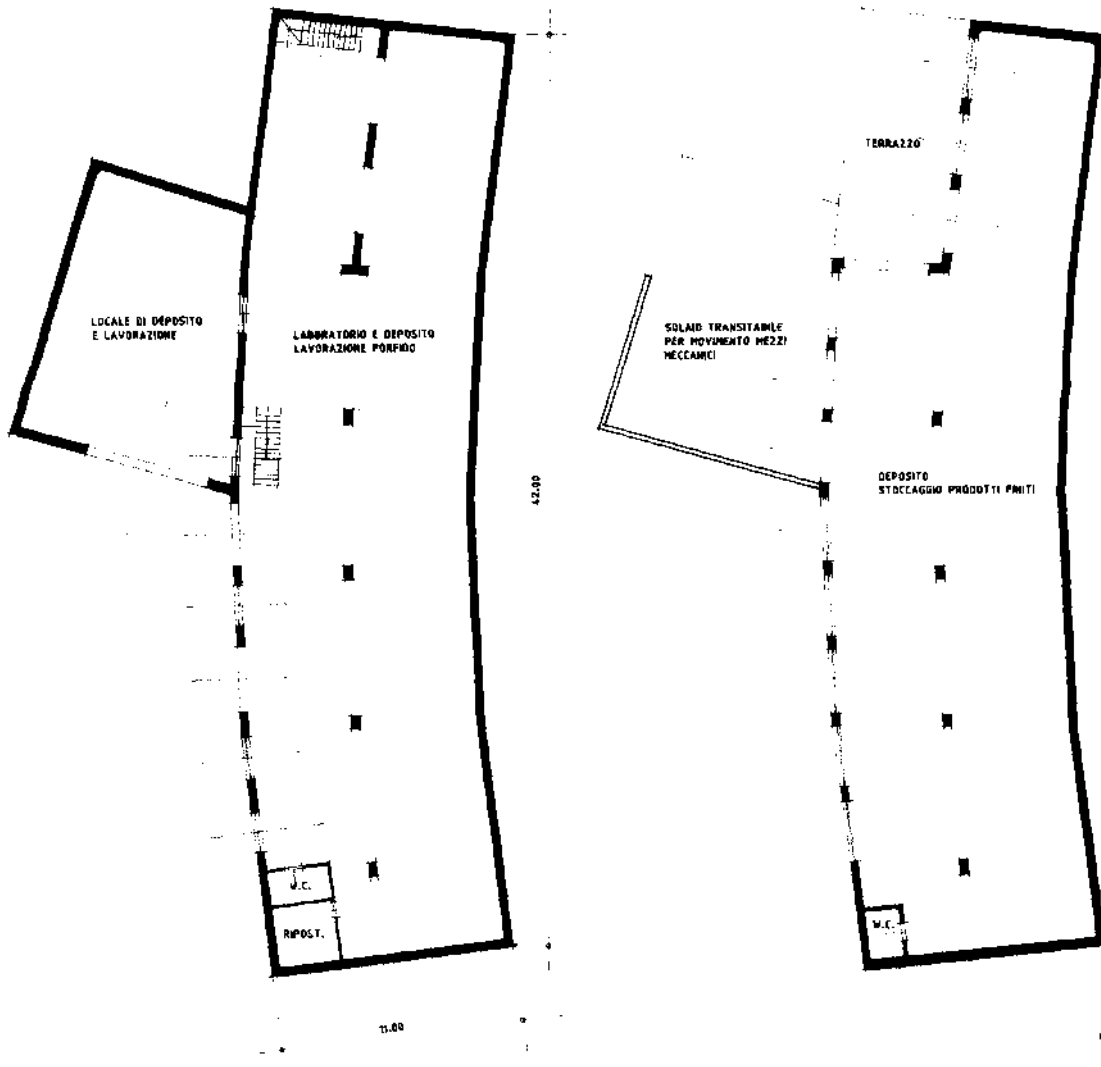 TERRAZZO
LOCALE DI DEPOSITO
E LAVORAZIONE
LABORATORIO E DEPOSITO
LAVORAZIONE PORFIDO
SOLAIO TRANSITABILE
PER MOVIMENTO MEZZI
MECCANICI
DEPOSITO
STOCCAGGIO PRODOTTI FINITI
42.00
W.C.
RIPOST.
W.C.
11.00